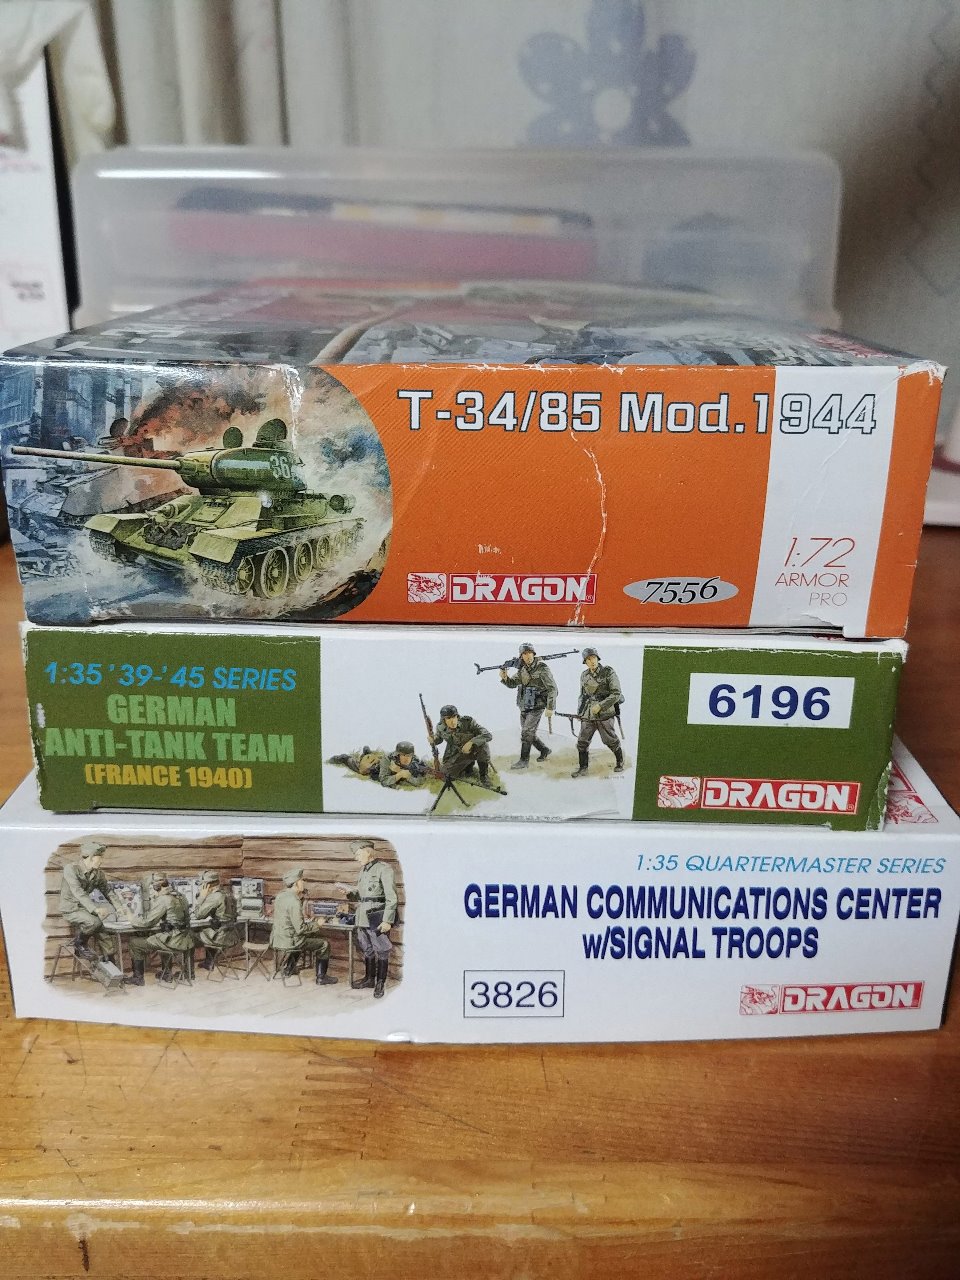 T-34/85 Mod.1944
36
1:72
ARMOR
PRO
DRAGON
7556
1:35 '39-'45 SERIES
GERMAN
ANTI-TANK TEAM
(FRANCE 1940)
6196
DRAGON
1:35 QUARTERMASTER SERIES
GERMAN COMMUNICATIONS CENTER
w/SIGNAL TROOPS
3826
DRAGON